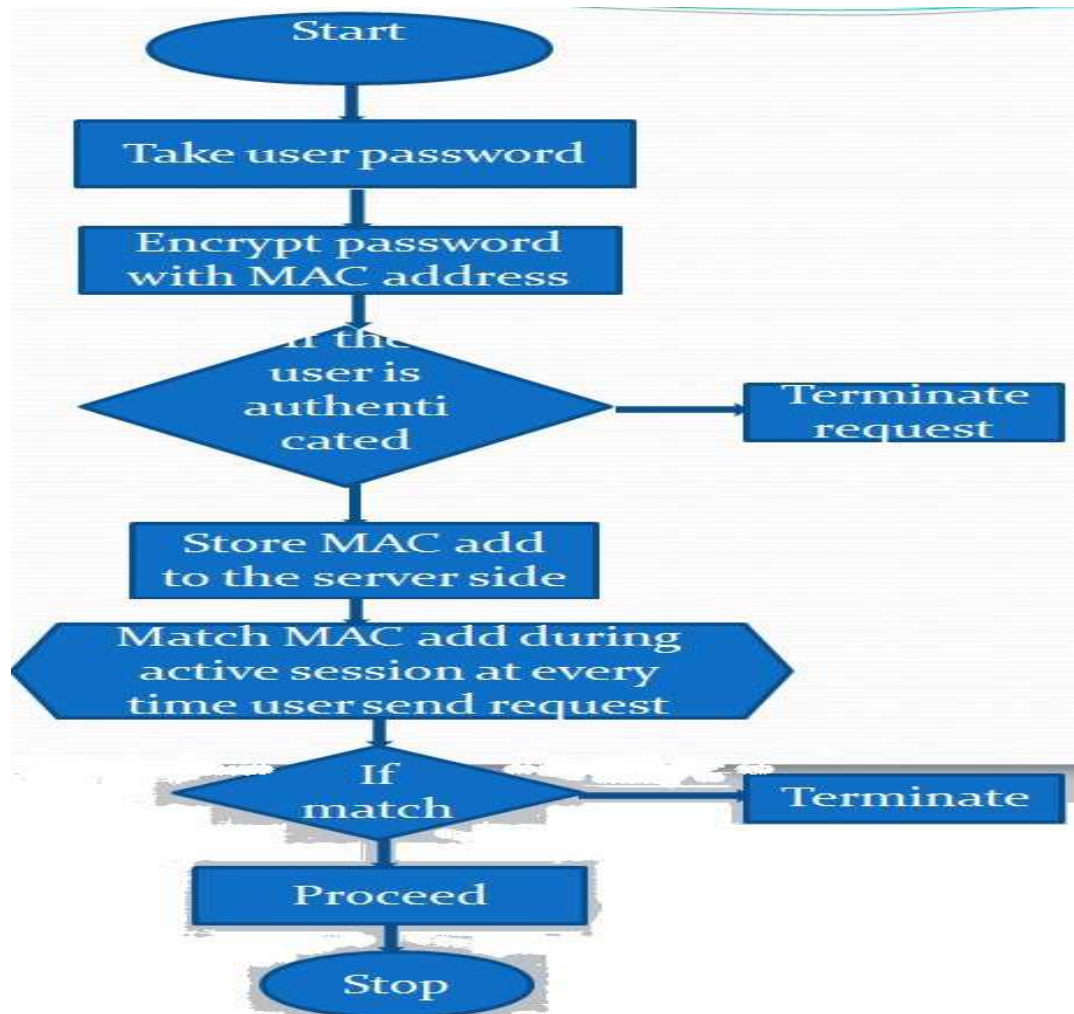 Start
Take user password
Encrypt password
with MAC address
If the
user is
authenti
cated
Terminate
request
Store MAC add
to the server side
Match MAC add during
active session at every
time user send request
If
match
Terminate
Proceed
Stop